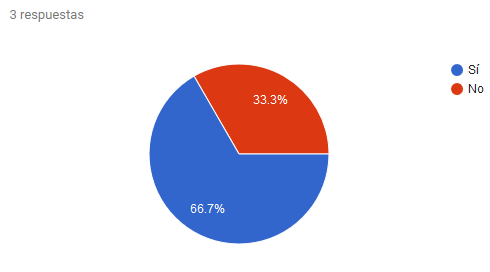 3 respuestas
Sí
No
33.3%
66.7%